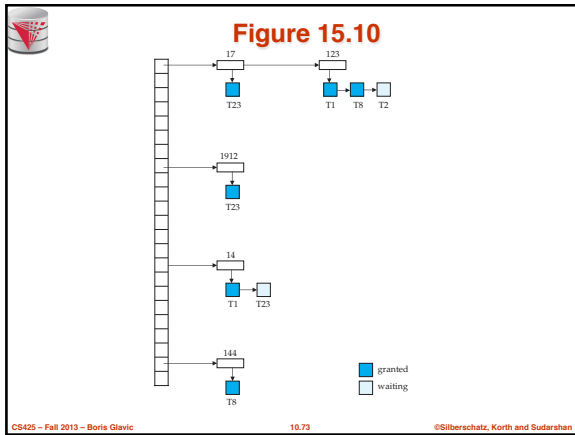 Figure 15.10
17 123
T23 T1 T8 T2
1912
T23
14
T1 T23
144
T8
granted
waiting
CS425 – Fall 2013 – Boris Glavic 10.73 ©Silberschatz, Korth and Sudarshan